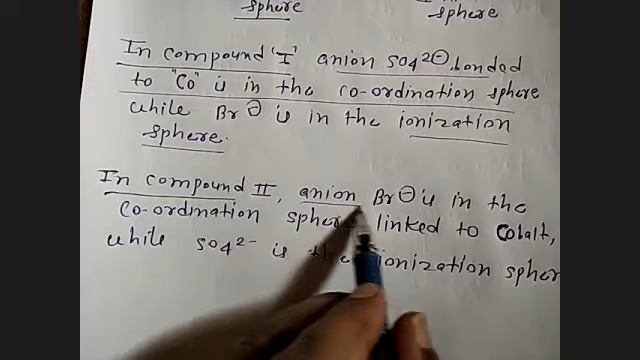 sphere
sphere
In compound 'I' anion SO4 2⊖ bonded
to "Co" is in the co-ordination sphere
while Br⊖ is in the ionization
sphere.
In compound II, anion Br⊖ is in the
co-ordination sphere linked to Cobalt,
while SO4 2- is the ionization spher